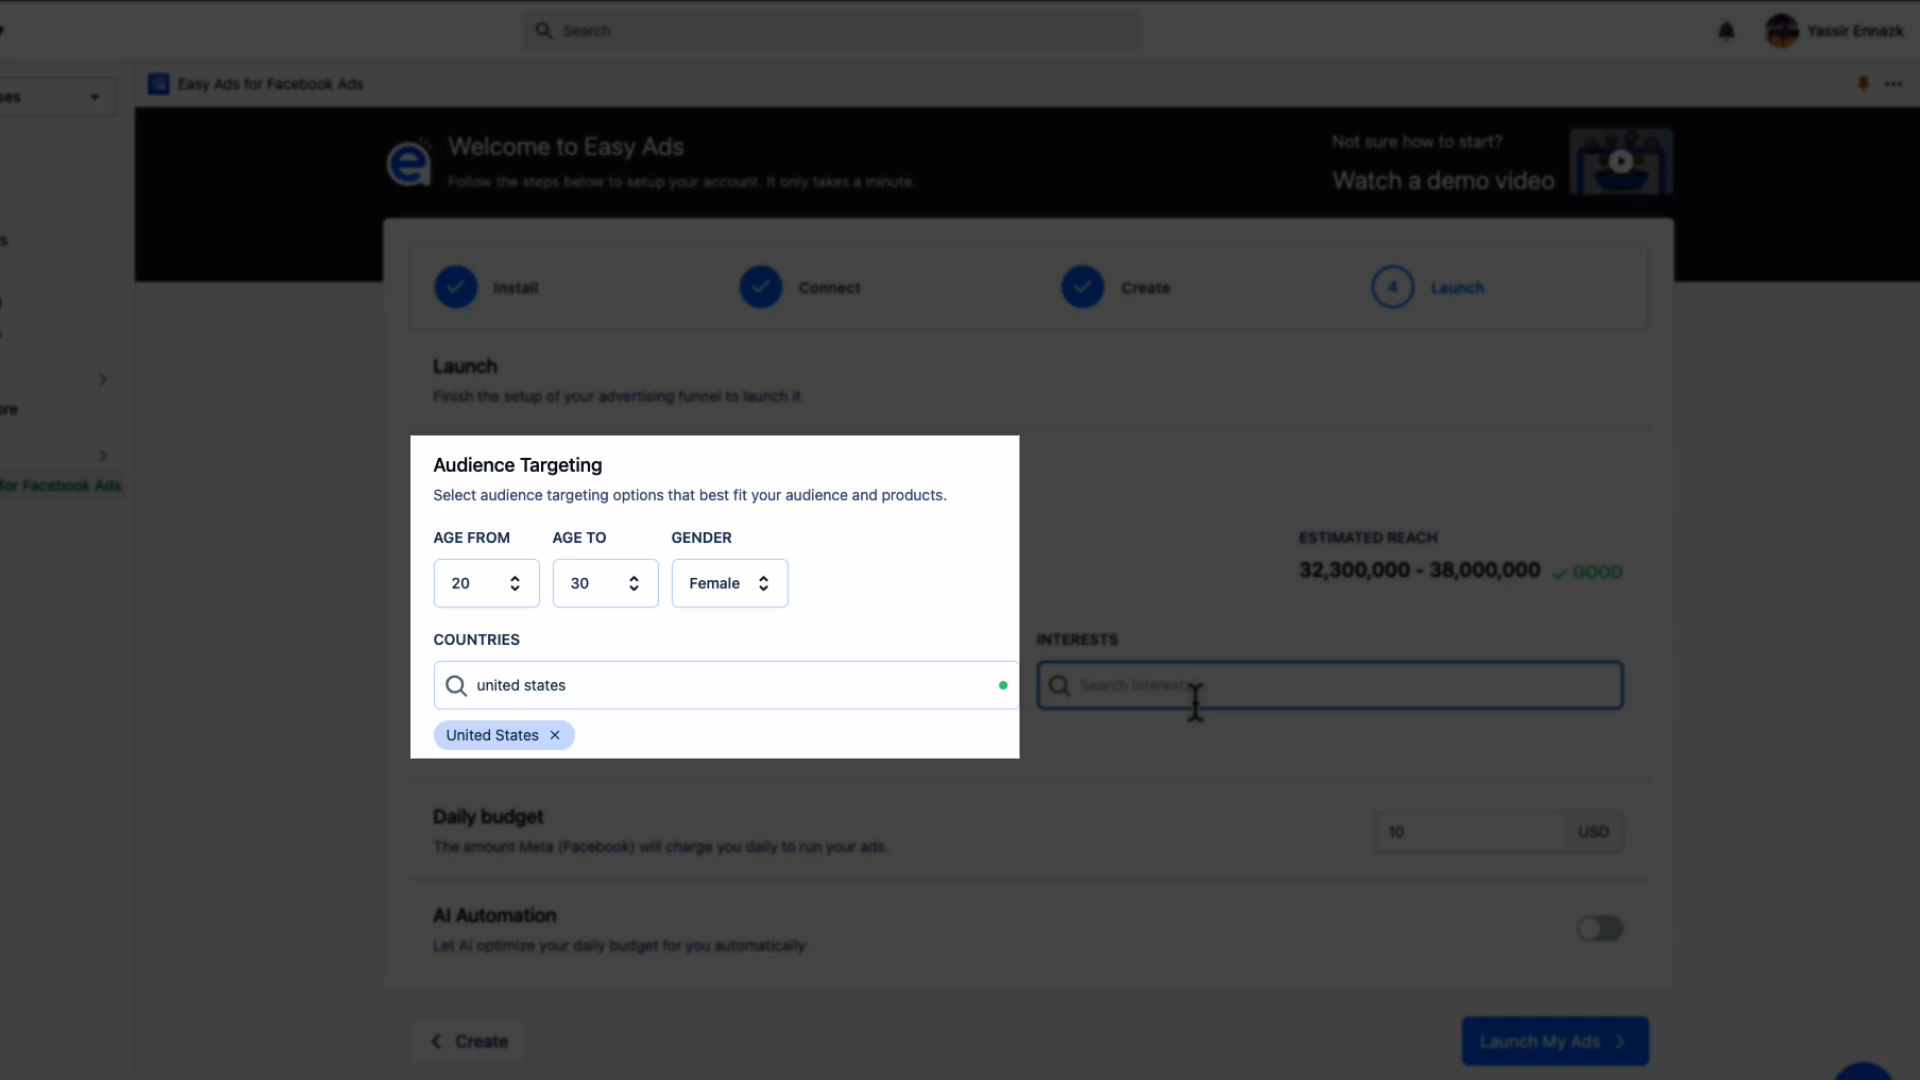 Search
Yassir Ennazk
Easy Ads for Facebook Ads
Welcome to Easy Ads
Follow the steps below to setup your account. It only takes a minute.
Not sure how to start?
Watch a demo video
Install
Connect
Create
4 Launch
Launch
Finish the setup of your advertising funnel to launch it
for Facebook Ads
Audience Targeting
Select audience targeting options that best fit your audience and products.
AGE FROM
AGE TO
GENDER
20
30
Female
ESTIMATED REACH
32,300,000 - 38,000,000 GOOD
COUNTRIES
united states
United States
INTERESTS
Search Interest
Daily budget
The amount Meta (Facebook) will charge you daily to run your ads.
10 USD
AI Automation
Let AI optimize your daily budget for you automatically
Create
Launch My Ads